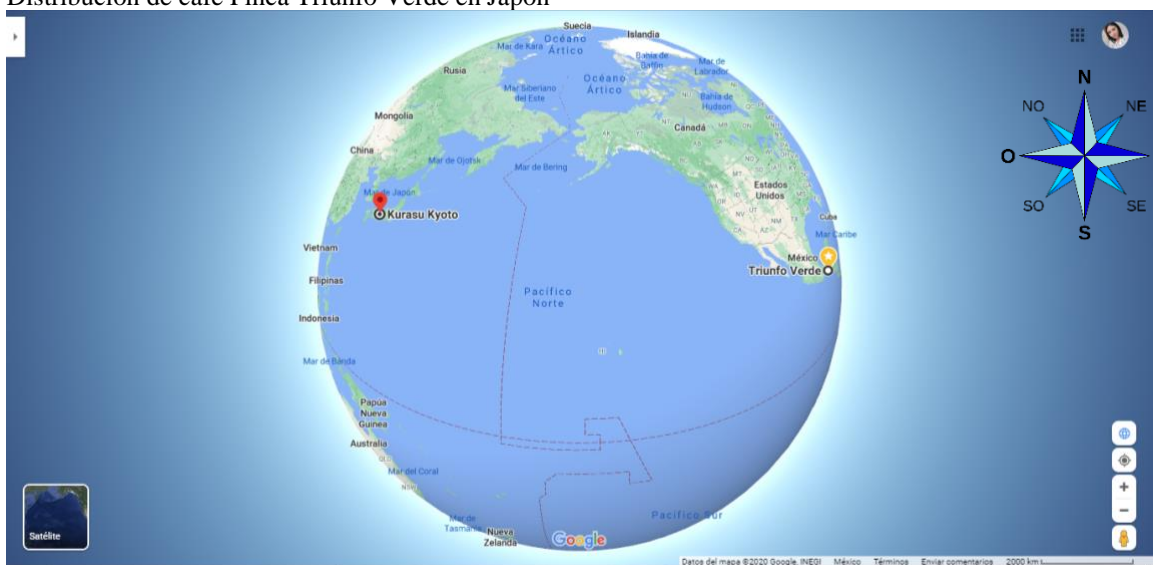 Distribución de café Finca Triunfo Verde en Japón
Suecia
Islandia
Océano
Ártico
Mar de Kara
Bahía de
Baffin
Mar de
Labrador
Rusia
Océano
Ártico
Mar Siberiano
del Este
Bahía de
Hudson
N
NO
NE
O
SO
SE
S
Mongolia
Canadá
China
Mar de Ojotsk
Mar de Bering
Estados
Unidos
Mar de Japón
Kurasu Kyoto
Cuba
Mar Caribe
Vietnam
México
Triunfo Verde
Filipinas
Pacífico
Norte
Indonesia
Mar de Banda
Papúa
Nueva
Guinea
Australia
Mar del Coral
Mar de
Tasmania
Nueva
Zelanda
Pacífico Sur
Google
Satélite
Datos del mapa ©2020 Google, INEGI México Términos Enviar comentarios 2000 km